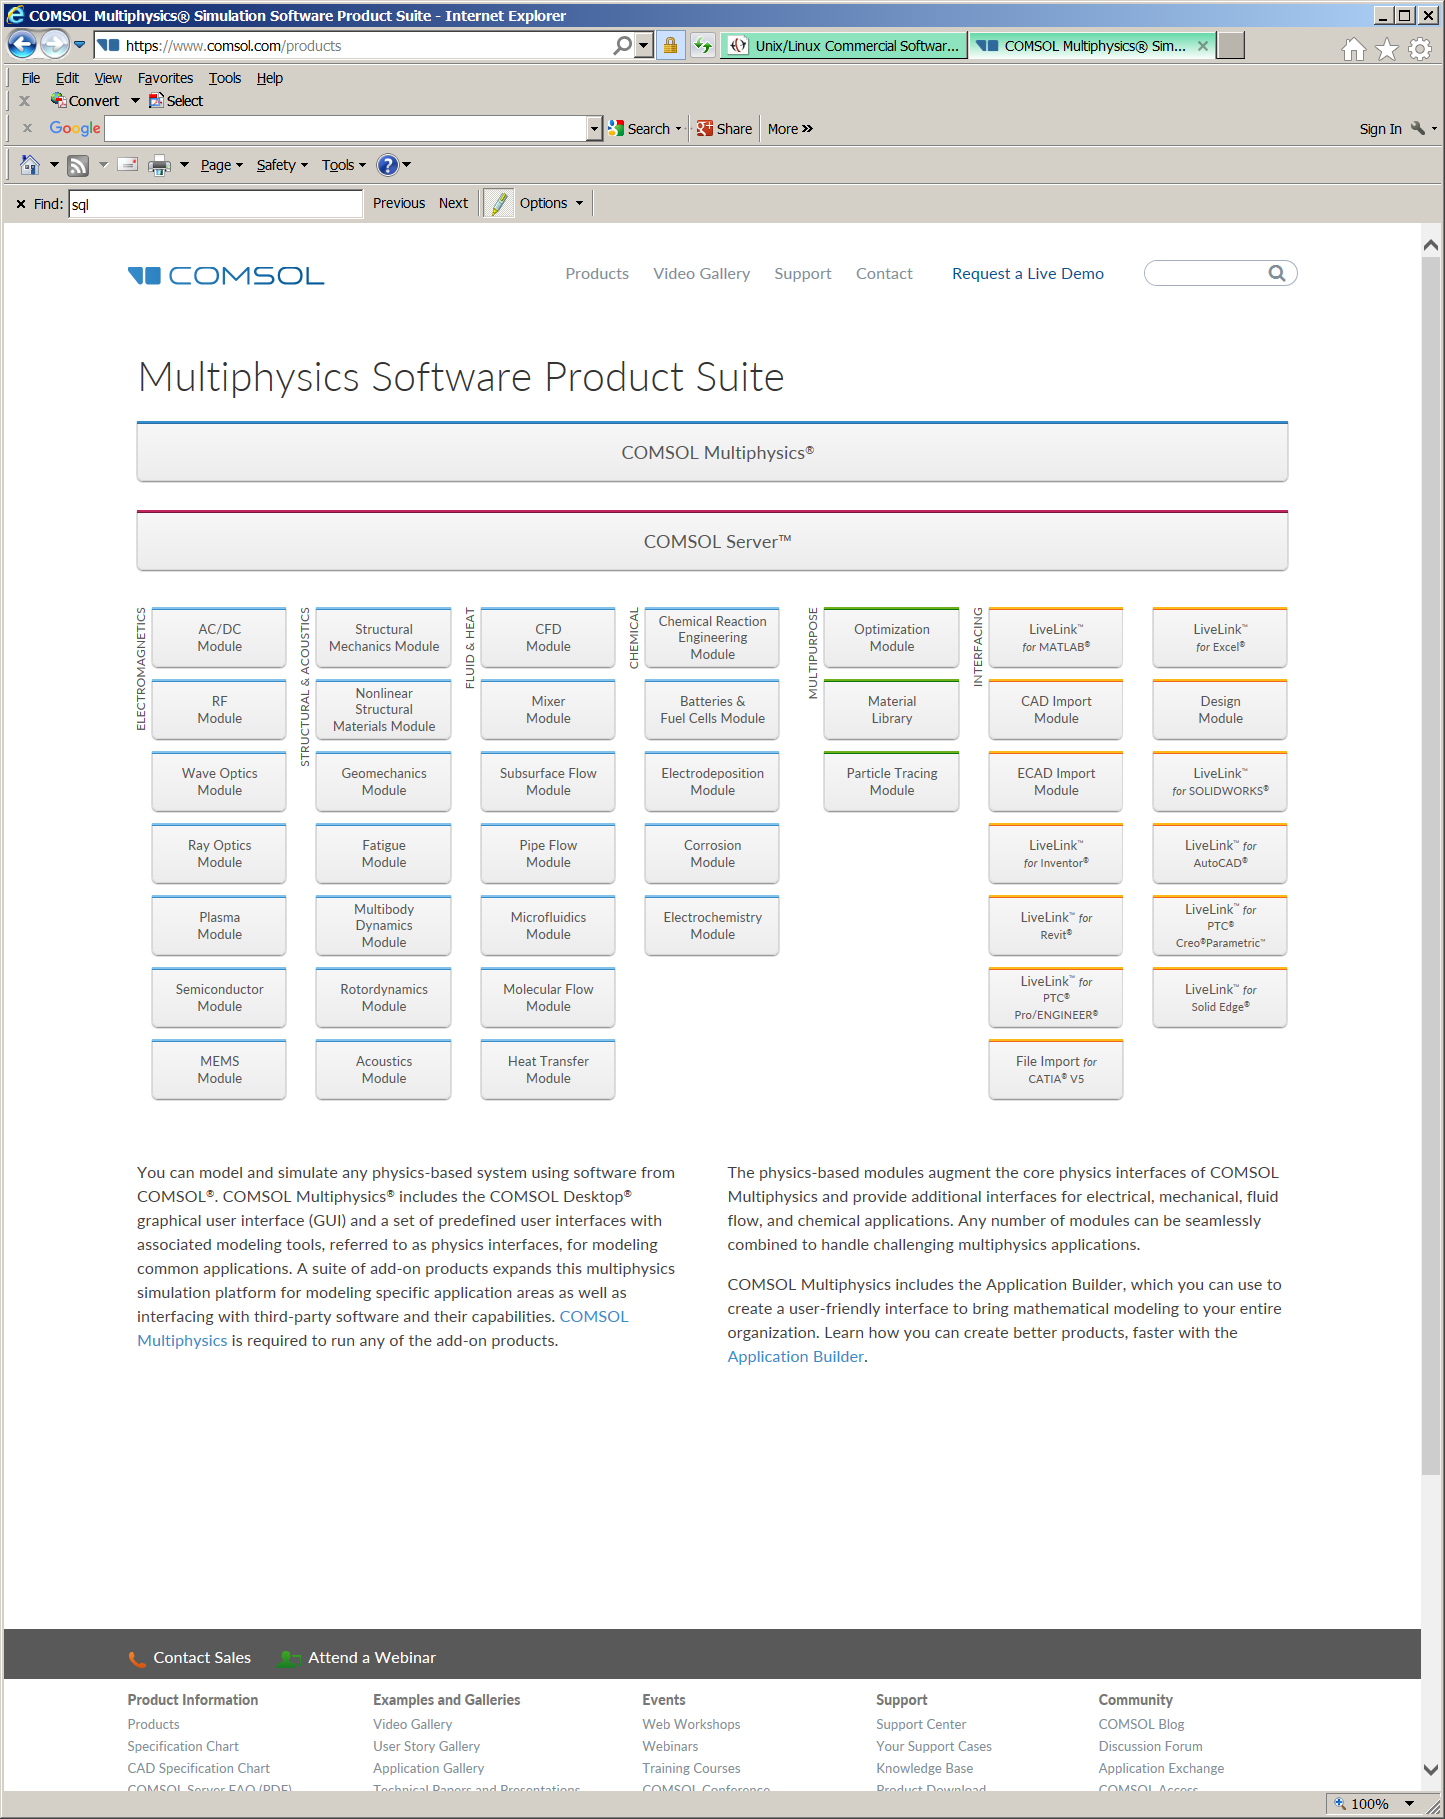 COMSOL Multiphysics® Simulation Software Product Suite - Internet Explorer
https://www.comsol.com/products
Unix/Linux Commercial Softwar...
COMSOL Multiphysics® Sim...
File Edit View Favorites Tools Help
x Convert Select
x Google Search Share More »
Sign In
Page Safety Tools
x Find: sql Previous Next Options
COMSOL
Products Video Gallery Support Contact Request a Live Demo
Multiphysics Software Product Suite
COMSOL Multiphysics®
COMSOL Server™
ELECTROMAGNETICS
AC/DC
Module
RF
Module
Wave Optics
Module
Ray Optics
Module
Plasma
Module
Semiconductor
Module
MEMS
Module
STRUCTURAL & ACOUSTICS
Structural
Mechanics Module
Nonlinear
Structural
Materials Module
Geomechanics
Module
Fatigue
Module
Multibody
Dynamics
Module
Rotordynamics
Module
Acoustics
Module
FLUID & HEAT
CFD
Module
Mixer
Module
Subsurface Flow
Module
Pipe Flow
Module
Microfluidics
Module
Molecular Flow
Module
Heat Transfer
Module
CHEMICAL
Chemical Reaction
Engineering
Module
Batteries &
Fuel Cells Module
Electrodeposition
Module
Corrosion
Module
Electrochemistry
Module
MULTIPURPOSE
Optimization
Module
Material
Library
Particle Tracing
Module
INTERFACING
LiveLink™
for MATLAB®
CAD Import
Module
ECAD Import
Module
LiveLink™
for Inventor®
LiveLink™ for
Revit®
LiveLink™ for
PTC®
Pro/ENGINEER®
File Import for
CATIA® V5
LiveLink™
for Excel®
Design
Module
LiveLink™
for SOLIDWORKS®
LiveLink™ for
AutoCAD®
LiveLink™ for
PTC®
Creo®Parametric™
LiveLink™ for
Solid Edge®
You can model and simulate any physics-based system using software from
COMSOL®. COMSOL Multiphysics® includes the COMSOL Desktop®
graphical user interface (GUI) and a set of predefined user interfaces with
associated modeling tools, referred to as physics interfaces, for modeling
common applications. A suite of add-on products expands this multiphysics
simulation platform for modeling specific application areas as well as
interfacing with third-party software and their capabilities. COMSOL
Multiphysics is required to run any of the add-on products.
The physics-based modules augment the core physics interfaces of COMSOL
Multiphysics and provide additional interfaces for electrical, mechanical, fluid
flow, and chemical applications. Any number of modules can be seamlessly
combined to handle challenging multiphysics applications.
COMSOL Multiphysics includes the Application Builder, which you can use to
create a user-friendly interface to bring mathematical modeling to your entire
organization. Learn how you can create better products, faster with the
Application Builder.
Contact Sales Attend a Webinar
Product Information
Products
Specification Chart
CAD Specification Chart
COMSOL Server FAQ (PDF)
Examples and Galleries
Video Gallery
User Story Gallery
Application Gallery
Technical Papers and Presentations
Events
Web Workshops
Webinars
Training Courses
COMSOL Conference
Support
Support Center
Your Support Cases
Knowledge Base
Product Download
Community
COMSOL Blog
Discussion Forum
Application Exchange
COMSOL Access
100%